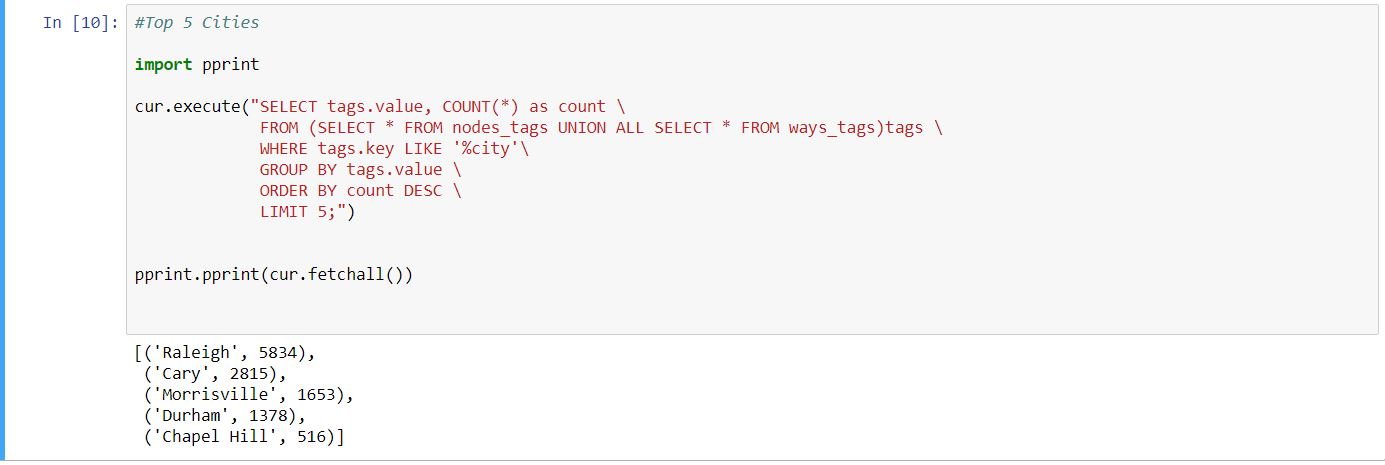 In [10]: #Top 5 Cities
import pprint
cur.execute("SELECT tags.value, COUNT(*) as count \
FROM (SELECT * FROM nodes_tags UNION ALL SELECT * FROM ways_tags)tags \
WHERE tags.key LIKE '%city'\
GROUP BY tags.value \
ORDER BY count DESC \
LIMIT 5;")
pprint.pprint(cur.fetchall())
[('Raleigh', 5834),
('Cary', 2815),
('Morrisville', 1653),
('Durham', 1378),
('Chapel Hill', 516)]